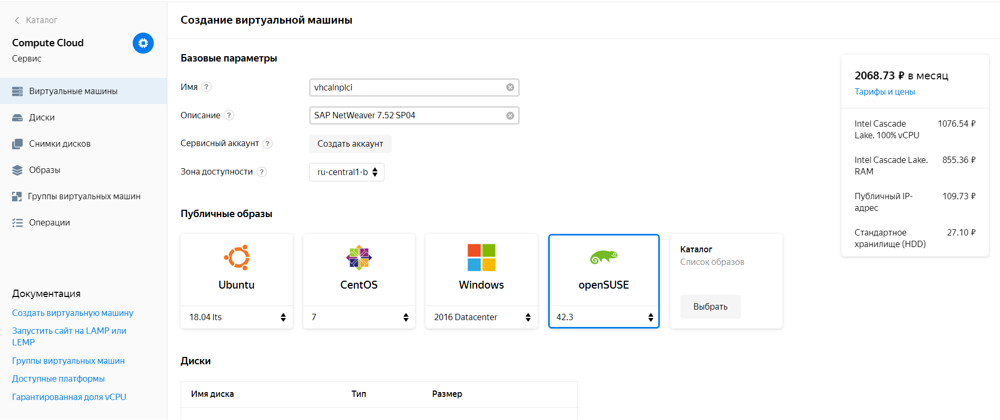 Каталог
Compute Cloud
Сервис
Виртуальные машины
Диски
Снимки дисков
Образы
Группы виртуальных машин
Операции
Документация
Создать виртуальную машину
Запустить сайт на LAMP или
LEMP
Группы виртуальных машин
Доступные платформы
Гарантированная доля vCPU
Создание виртуальной машины
Базовые параметры
Имя ?
vhcalnplci
Описание ?
SAP NetWeaver 7.52 SP04
Сервисный аккаунт ?
Создать аккаунт
Зона доступности ?
ru-central1-b
Публичные образы
Ubuntu
18.04 lts
CentOS
7
Windows
2016 Datacenter
openSUSE
42.3
Каталог
Список образов
Выбрать
Диски
Имя диска Тип Размер
2068.73 ₽ в месяц
Тарифы и цены
Intel Cascade 1076.54 ₽
Lake. 100% vCPU
Intel Cascade Lake. 855.36 ₽
RAM
Публичный IP- 109.73 ₽
адрес
Стандартное 27.10 ₽
хранилище (HDD)